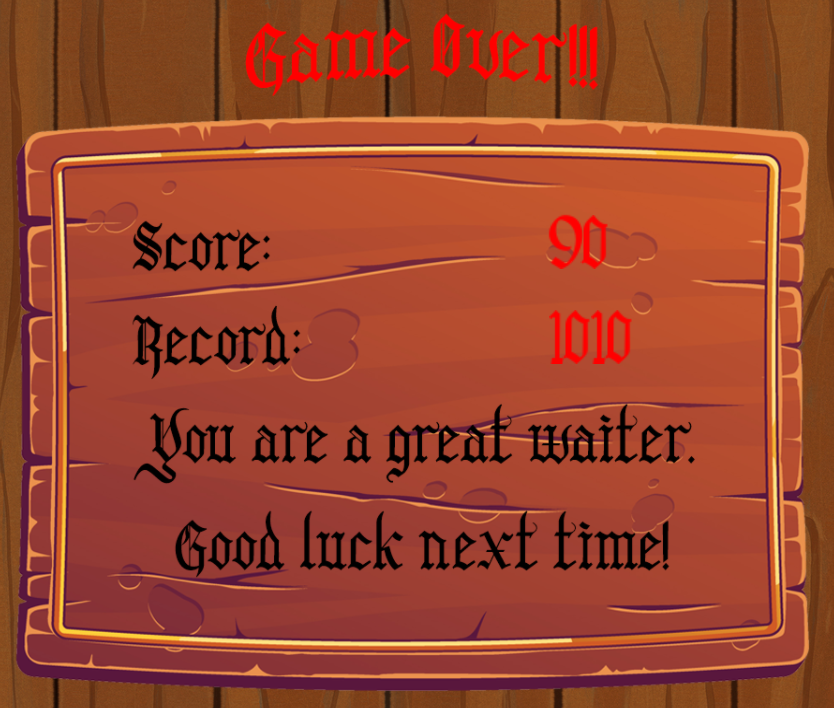 Game Over!!!
Score: 90
Record: 1010
You are a great waiter.
Good luck next time!